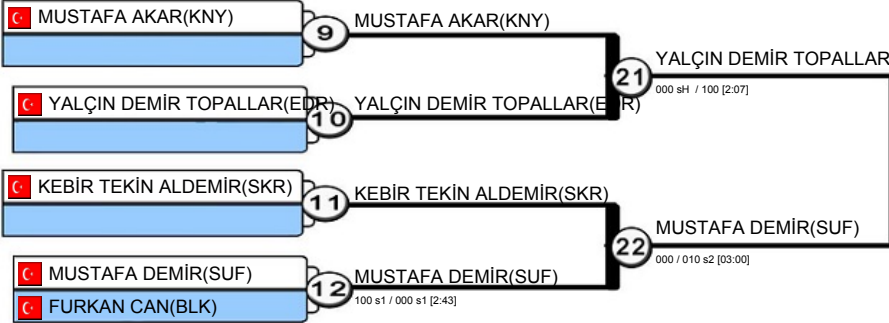 MUSTAFA AKAR(KNY)
9
MUSTAFA AKAR(KNY)
YALÇIN DEMİR TOPALLAR
21
000 sH / 100 [2:07]
YALÇIN DEMİR TOPALLAR(EDR)
10
YALÇIN DEMİR TOPALLAR(EDR)
KEBİR TEKİN ALDEMİR(SKR)
11
KEBİR TEKİN ALDEMİR(SKR)
MUSTAFA DEMİR(SUF)
22
000 / 010 s2 [03:00]
MUSTAFA DEMİR(SUF)
12
MUSTAFA DEMİR(SUF)
100 s1 / 000 s1 [2:43]
FURKAN CAN(BLK)